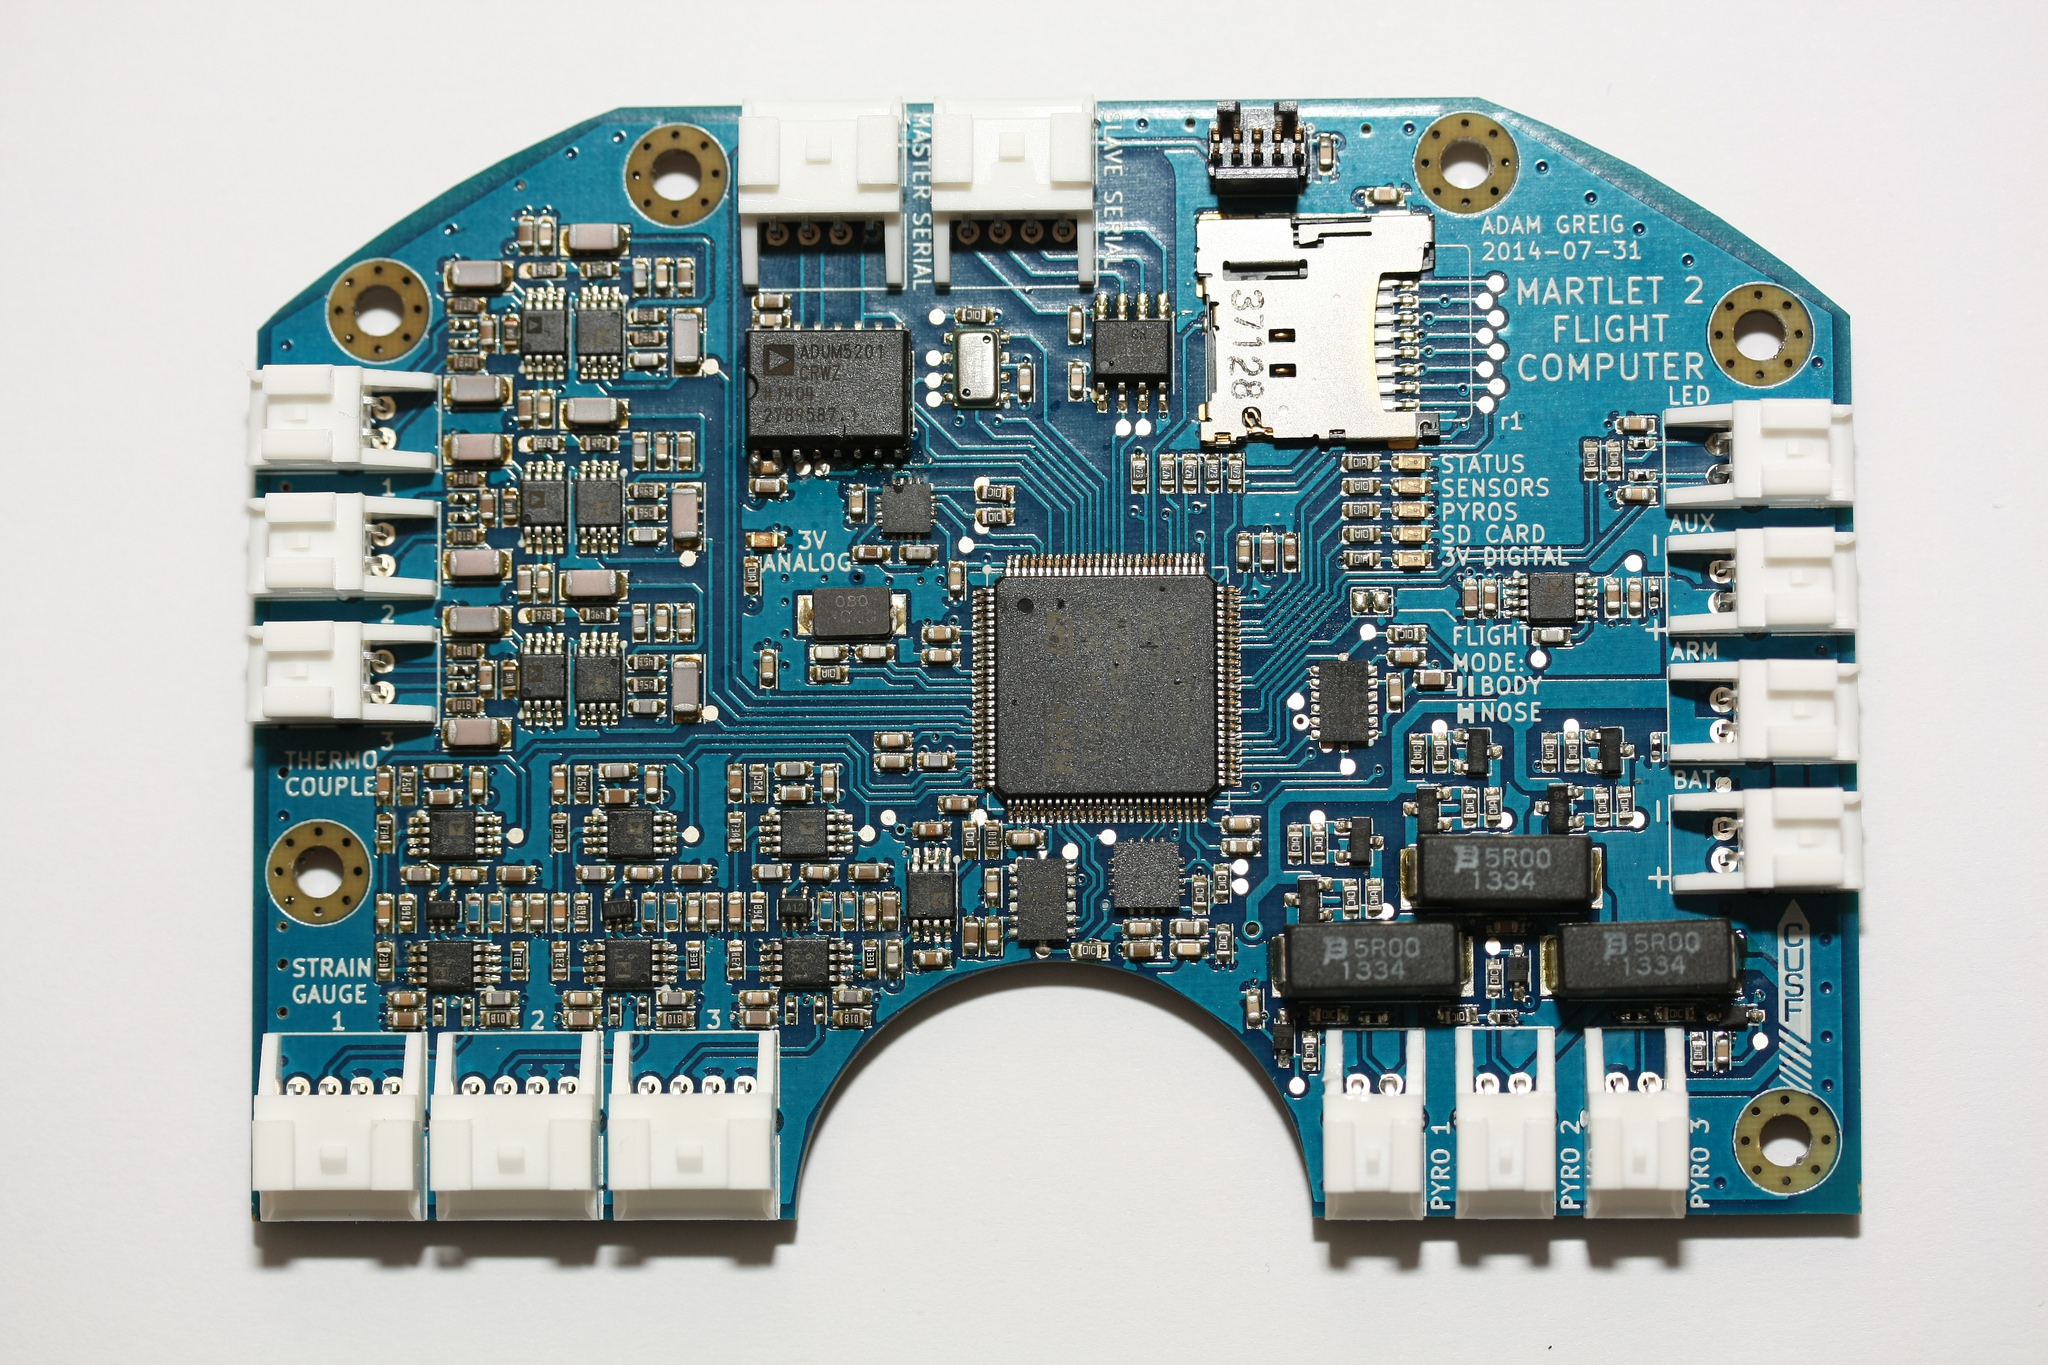 MASTER SERIAL
SLAVE SERIAL
ADAM GREIG
2014-07-31
MARTLET 2
FLIGHT
COMPUTER
r1
37128
ADUM5201
CRWZ
2789587.1
LED
AUX
-
+
ARM
BAT
-
+
STATUS
SENSORS
PYROS
SD CARD
3V DIGITAL
3V
ANALOG
080
FLIGHT
MODE:
BODY
NOSE
1
2
3
THERMO
COUPLE
STRAIN
GAUGE
1
2
3
5R00
1334
5R00
1334
5R00
1334
CUSF
PYRO 1
PYRO 2
PYRO 3